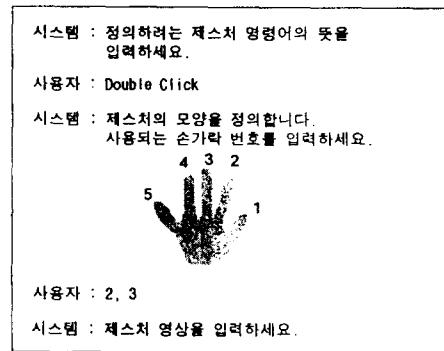 시스템 : 정의하려는 제스처 명령어의 뜻을
입력하세요.
사용자 : Double Click
시스템 : 제스처의 모양을 정의합니다.
사용되는 손가락 번호를 입력하세요.
4 3 2
5 1
사용자 : 2, 3
시스템 : 제스처 영상을 입력하세요.